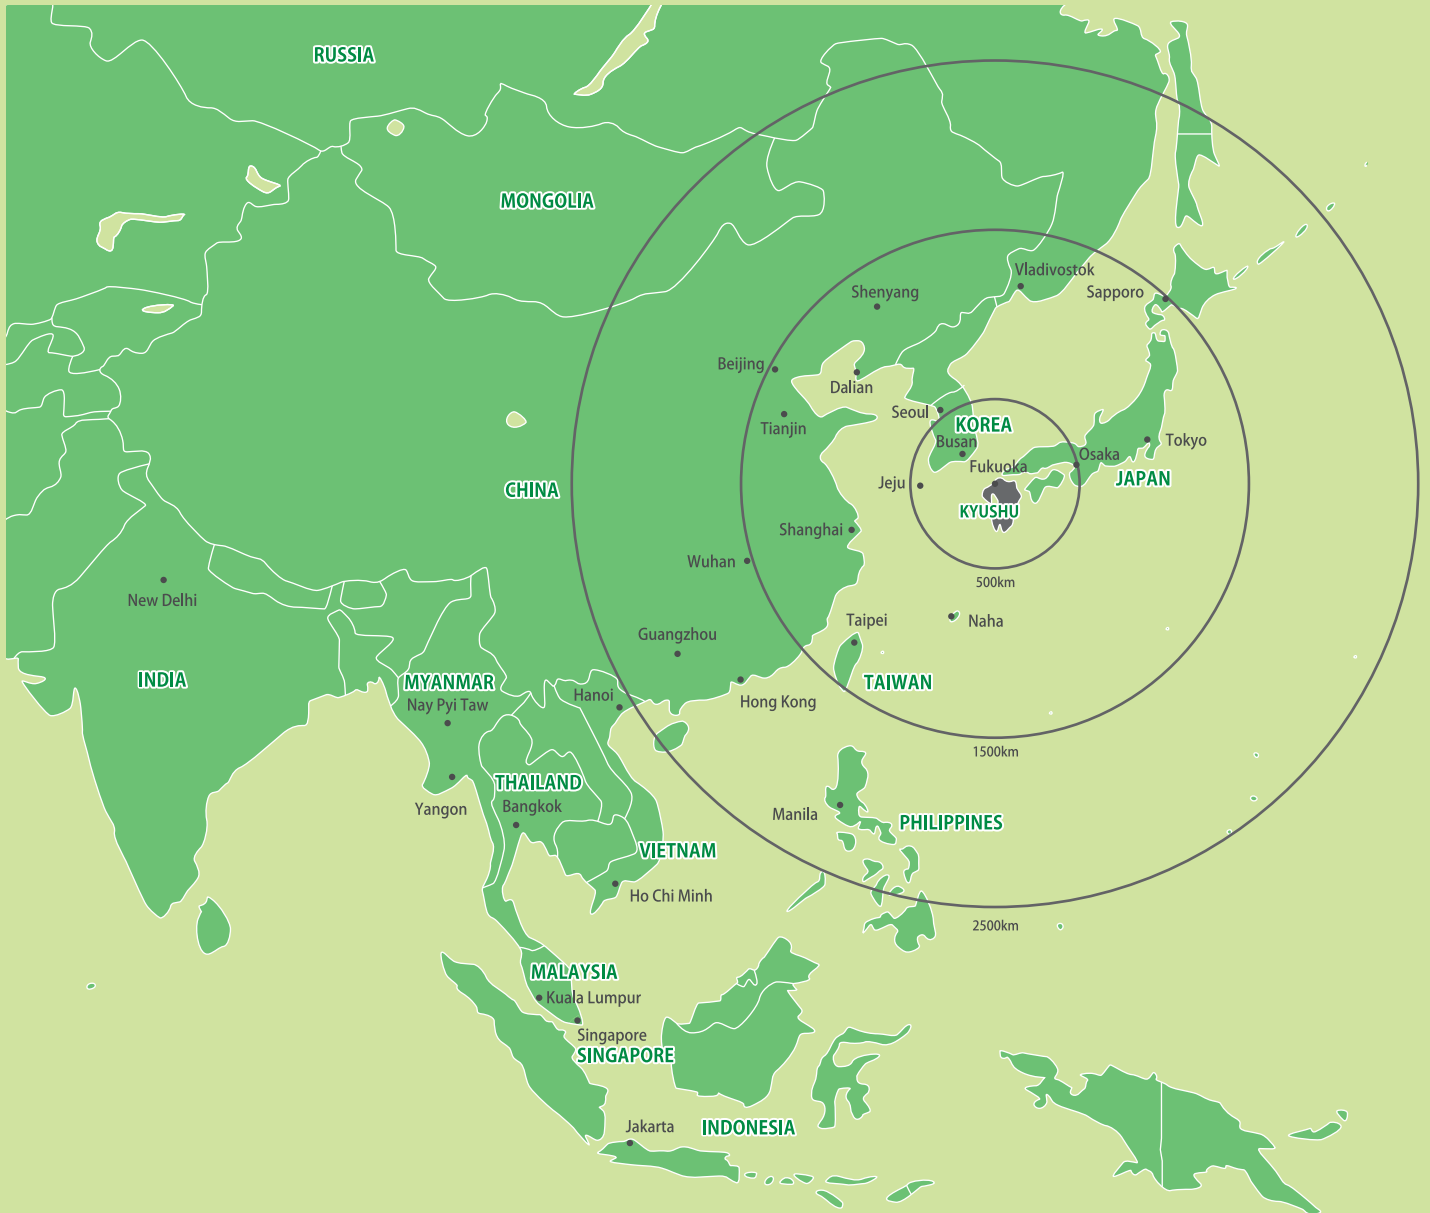 RUSSIA
MONGOLIA
Vladivostok
Shenyang
Sapporo
Beijing
Dalian
Seoul
KOREA
Tianjin
Busan
Tokyo
Osaka
Fukuoka
JAPAN
Jeju
CHINA
KYUSHU
Shanghai
Wuhan
500km
New Delhi
Taipei
Naha
Guangzhou
INDIA
MYANMAR
TAIWAN
Hanoi
Nay Pyi Taw
Hong Kong
1500km
THALAND
Bangkok
Yangon
Manila
PHILIPPINES
VIETNAM
Ho Chi Minh
2500km
MALAYSIA
Kuala Lumpur
Singapore
SINGAPORE
Jakarta
INDONESIA